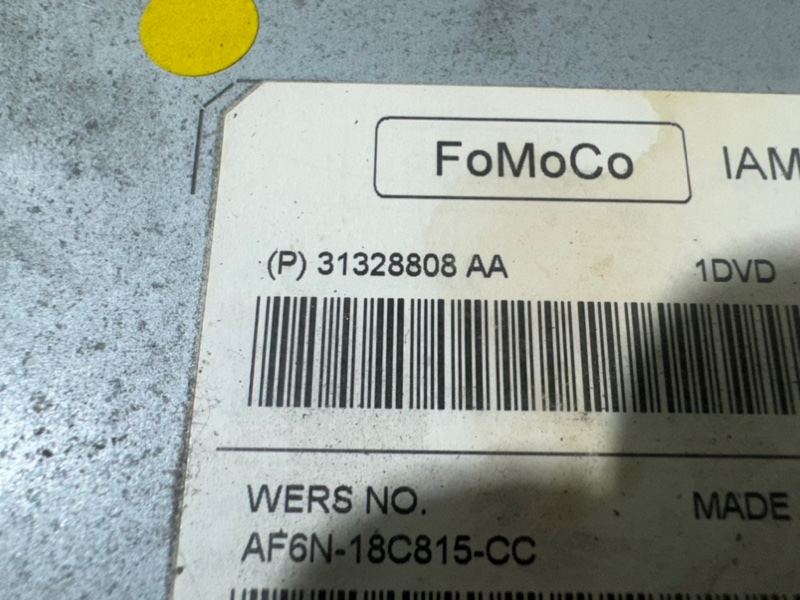 FoMoCo IAM
(P) 31328808 AA 1DVD
WERS NO. MADE
AF6N-18C815-CC